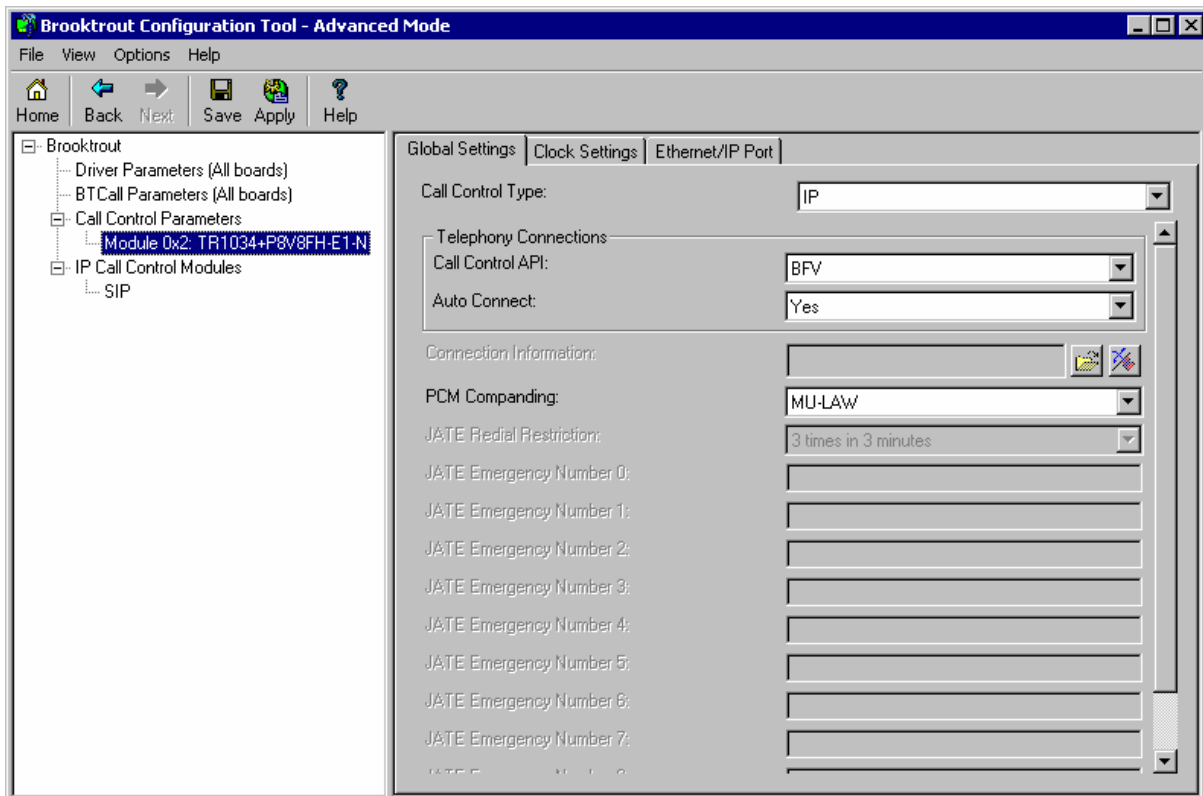 Brooktrout Configuration Tool - Advanced Mode
File View Options Help
Home Back Next Save Apply Help
Brooktrout
Driver Parameters (All boards)
BTCall Parameters (All boards)
Call Control Parameters
Module 0x2: TR1034+P8V8FH-E1-N
IP Call Control Modules
SIP
Global Settings Clock Settings Ethernet/IP Port
Call Control Type: IP
Telephony Connections
Call Control API: BFV
Auto Connect: Yes
Connection Information:
PCM Companding: MU-LAW
JATE Redial Restriction: 3 times in 3 minutes
JATE Emergency Number 0:
JATE Emergency Number 1:
JATE Emergency Number 2:
JATE Emergency Number 3:
JATE Emergency Number 4:
JATE Emergency Number 5:
JATE Emergency Number 6:
JATE Emergency Number 7: